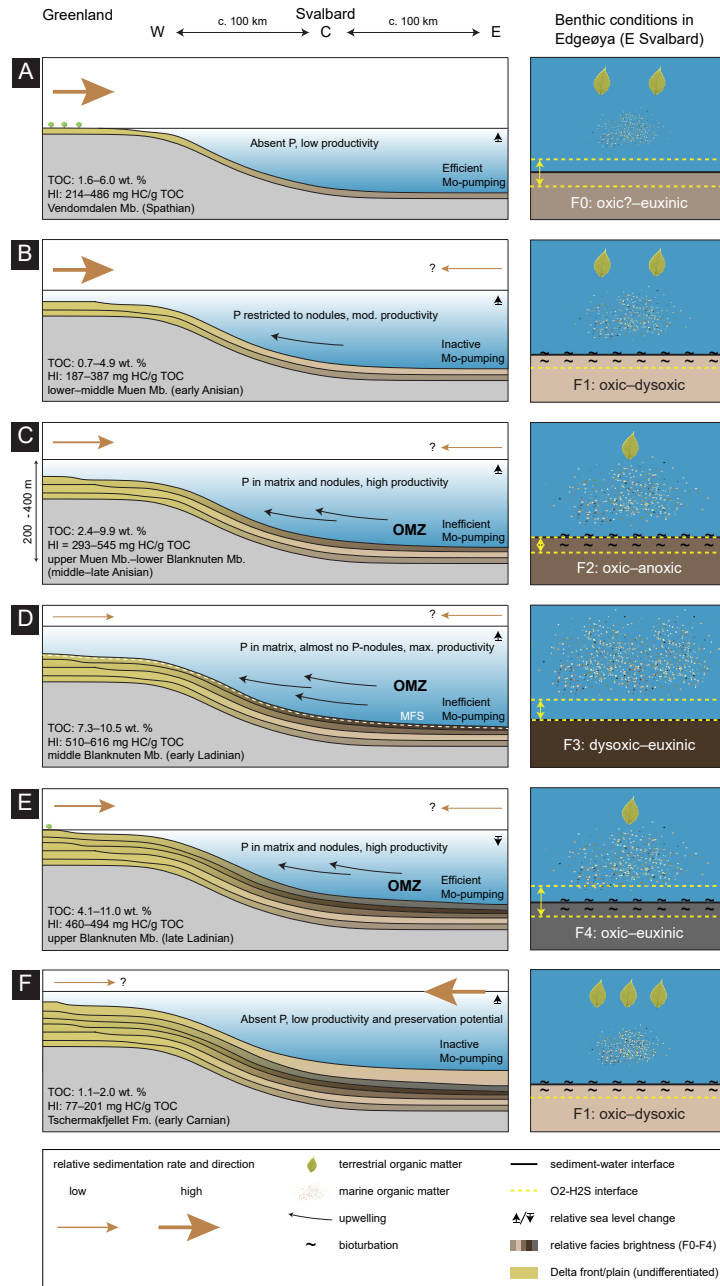 Greenland
Svalbard
c. 100 km
c. 100 km
W
C
E
Benthic conditions in
Edgeøya (E Svalbard)
A
Absent P, low productivity
Efficient
Mo-pumping
TOC: 1.6–6.0 wt. %
HI: 214–486 mg HC/g TOC
Vendomdalen Mb. (Spathian)
F0: oxic?–euxinic
B
?
P restricted to nodules, mod. productivity
Inactive
Mo-pumping
TOC: 0.7–4.9 wt. %
HI: 187–387 mg HC/g TOC
lower–middle Muen Mb. (early Anisian)
~ ~ ~ ~ ~ ~ ~
~ ~ ~ ~ ~ ~ ~
F1: oxic–dysoxic
C
?
200 - 400 m
P in matrix and nodules, high productivity
OMZ
Inefficient
Mo-pumping
TOC: 2.4–9.9 wt. %
HI = 293–545 mg HC/g TOC
upper Muen Mb.–lower Blanknuten Mb.
(middle–late Anisian)
~ ~ ~ ~ ~ ~ ~
~ ~ ~ ~ ~ ~ ~
F2: oxic–anoxic
D
?
P in matrix, almost no P-nodules, max. productivity
OMZ
Inefficient
Mo-pumping
MFS
TOC: 7.3–10.5 wt. %
HI: 510–616 mg HC/g TOC
middle Blanknuten Mb. (early Ladinian)
F3: dysoxic–euxinic
E
?
P in matrix and nodules, high productivity
OMZ
Efficient
Mo-pumping
TOC: 4.1–11.0 wt. %
HI: 460–494 mg HC/g TOC
upper Blanknuten Mb. (late Ladinian)
~ ~ ~ ~ ~ ~ ~
~ ~ ~ ~ ~ ~ ~
F4: oxic–euxinic
F
?
Absent P, low productivity and preservation potential
Inactive
Mo-pumping
TOC: 1.1–2.0 wt. %
HI: 77–201 mg HC/g TOC
Tschermakfjellet Fm. (early Carnian)
~ ~ ~ ~ ~ ~ ~
~ ~ ~ ~ ~ ~ ~
F1: oxic–dysoxic
relative sedimentation rate and direction
low
high
terrestrial organic matter
marine organic matter
upwelling
~ bioturbation
sediment-water interface
O2-H2S interface
/ relative sea level change
relative facies brightness (F0-F4)
Delta front/plain (undifferentiated)